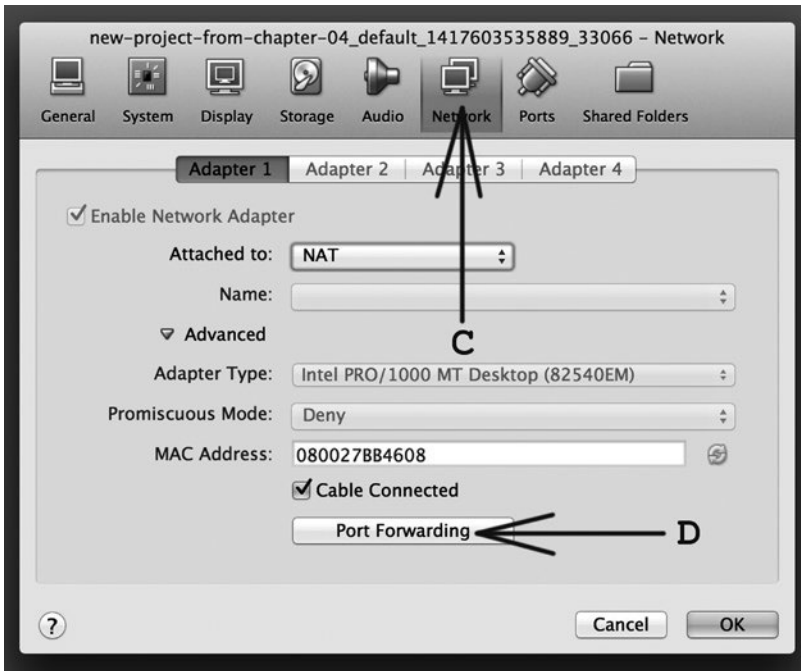 new-project-from-chapter-04_default_1417603535889_33066 – Network
General System Display Storage Audio Network Ports Shared Folders
Adapter 1 Adapter 2 Adapter 3 Adapter 4
Enable Network Adapter
Attached to: NAT
Name:
Advanced
C
Adapter Type: Intel PRO/1000 MT Desktop (82540EM)
Promiscuous Mode: Deny
MAC Address: 080027BB4608
Cable Connected
Port Forwarding D
? Cancel OK